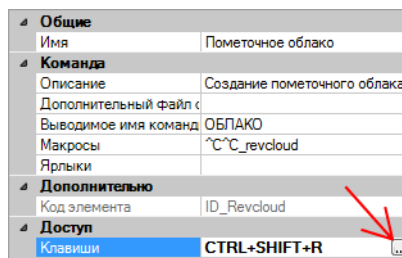 Общие
Имя Пометочное облако
Команда
Описание Создание пометочного облака
Дополнительный файл с
Выводимое имя команд ОБЛАКО
Макросы ^C^C_revcloud
Ярлыки
Дополнительно
Код элемента ID_Revcloud
Доступ
Клавиши CTRL+SHIFT+R ...